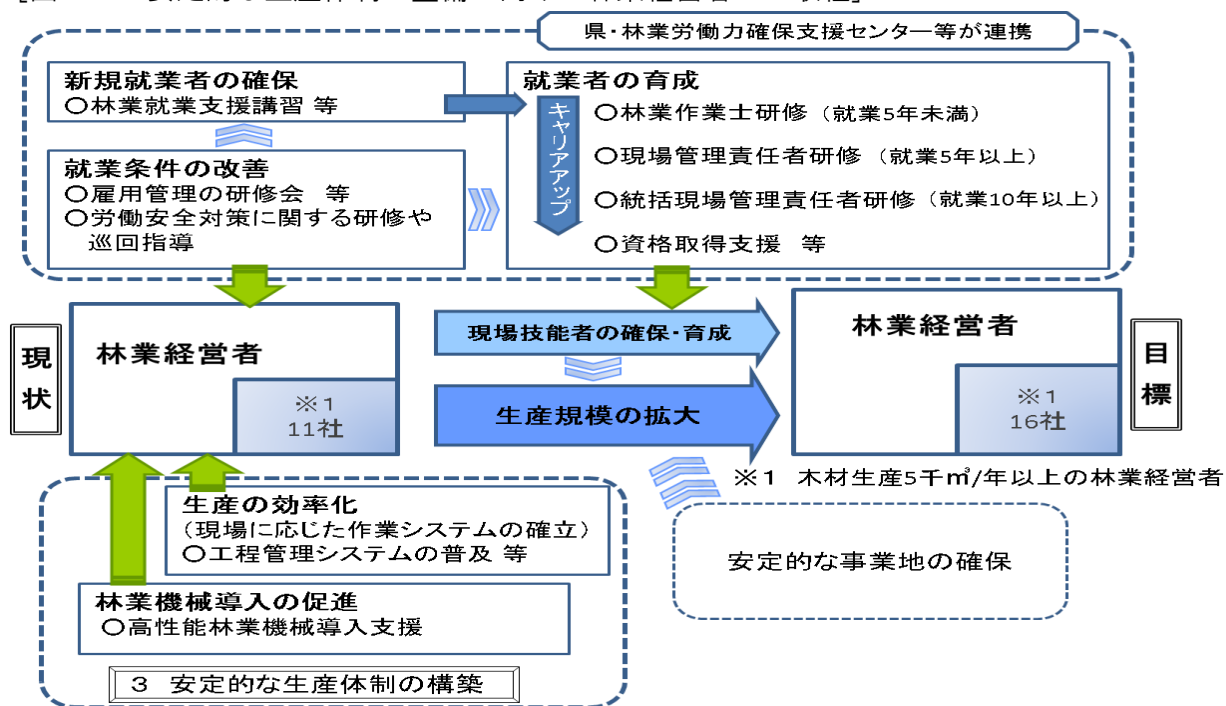 県・林業労働力確保支援センター等が連携
新規就業者の確保
○林業就業支援講習 等
就業条件の改善
○雇用管理の研修会 等
○労働安全対策に関する研修や
巡回指導
就業者の育成
キャリアアップ
○林業作業士研修（就業5年未満）
○現場管理責任者研修（就業5年以上）
○統括現場管理責任者研修（就業10年以上）
○資格取得支援 等
現状
林業経営者
※1
11社
現場技能者の確保・育成
生産規模の拡大
林業経営者
※1
16社
目標
※1 木材生産5千㎥/年以上の林業経営者
生産の効率化
（現場に応じた作業システムの確立）
○工程管理システムの普及 等
林業機械導入の促進
○高性能林業機械導入支援
3 安定的な生産体制の構築
安定的な事業地の確保